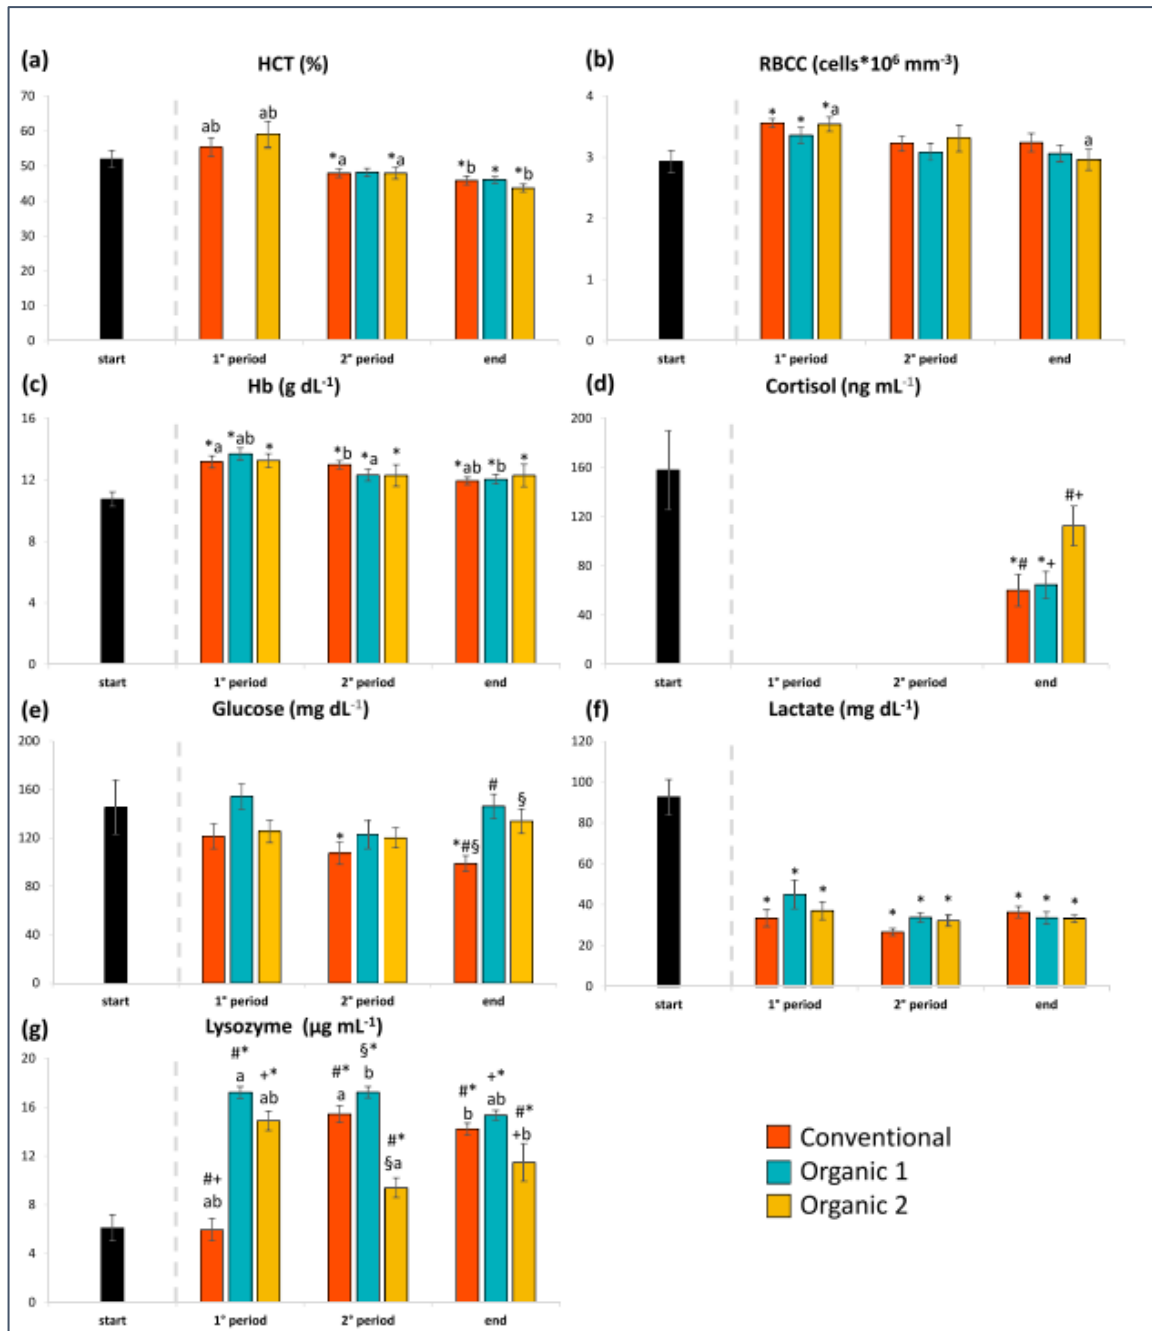 (a) HCT (%)
70
60
50
40
30
20
10
0
ab ab
*a *a
*b * *b
start 1° period 2° period end
(b) RBCC (cells*10⁶ mm⁻³)
4
3
2
1
0
* * *a
a
start 1° period 2° period end
(c) Hb (g dL⁻¹)
16
12
8
4
0
*a *ab *
*b *a *
*ab *b *
start 1° period 2° period end
(d) Cortisol (ng mL⁻¹)
200
160
120
80
40
0
*# *+ #+
start 1° period 2° period end
(e) Glucose (mg dL⁻¹)
200
160
120
80
40
0
*
*#§ # §
start 1° period 2° period end
(f) Lactate (mg dL⁻¹)
120
100
80
60
40
20
0
* * *
* * *
* * *
start 1° period 2° period end
(g) Lysozyme (µg mL⁻¹)
20
16
12
8
4
0
#+
ab
#*
a
+*
ab
#*
a
§*
b
#*
§a
#*
b
+*
ab
#*
+b
start 1° period 2° period end
Conventional
Organic 1
Organic 2